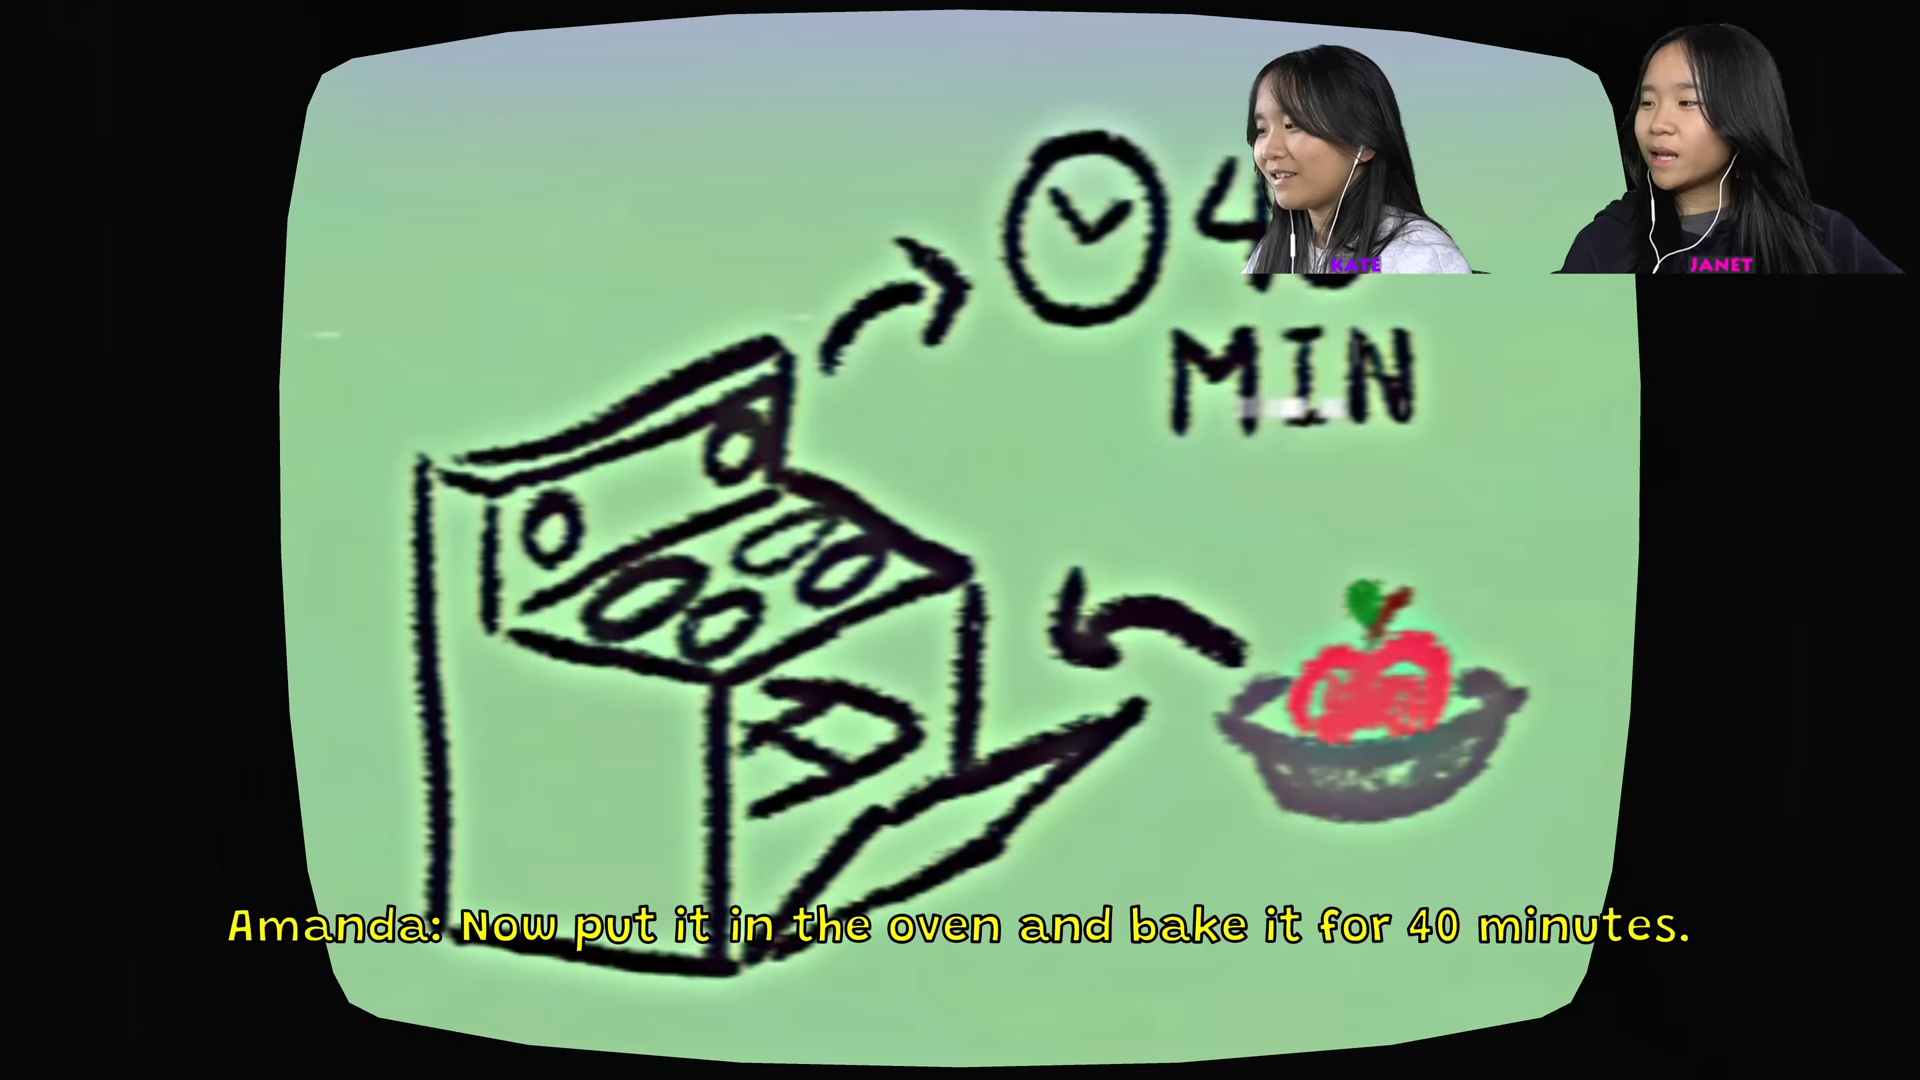 KATE
JANET
MIN
Amanda: Now put it in the oven and bake it for 40 minutes.